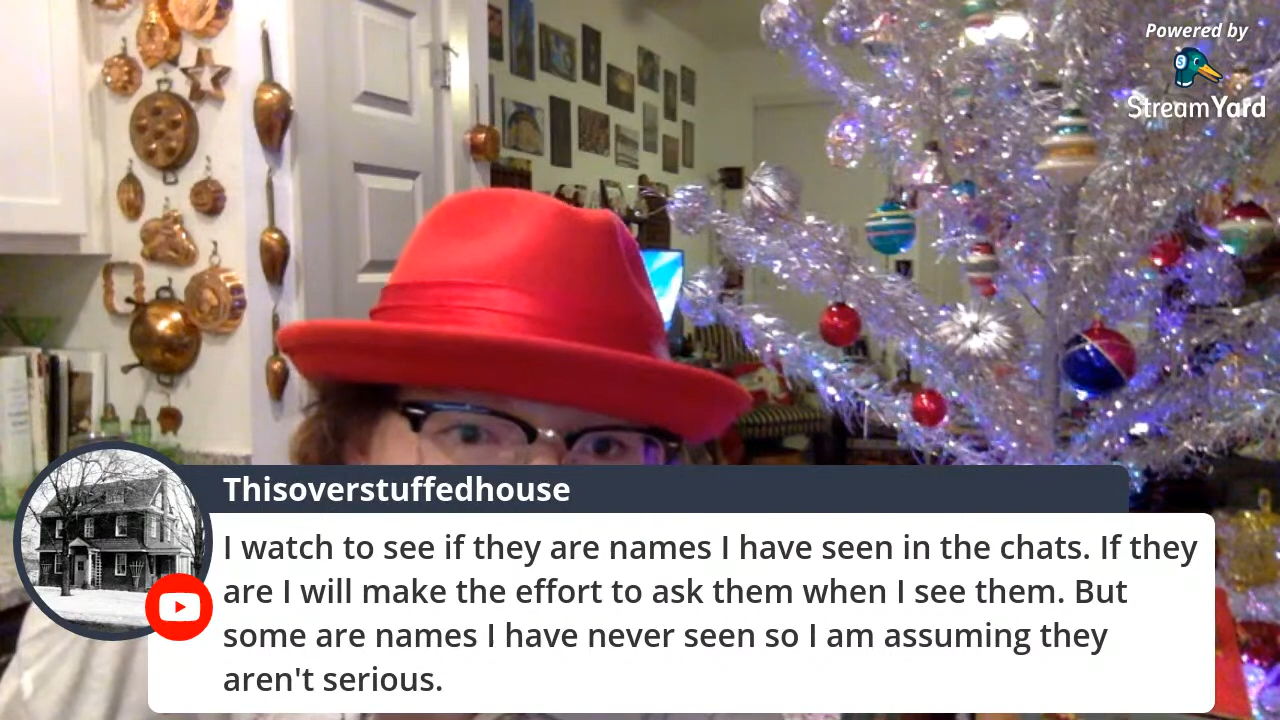 Powered by
StreamYard
Thisoverstuffedhouse
I watch to see if they are names I have seen in the chats. If they
are I will make the effort to ask them when I see them. But
some are names I have never seen so I am assuming they
aren't serious.